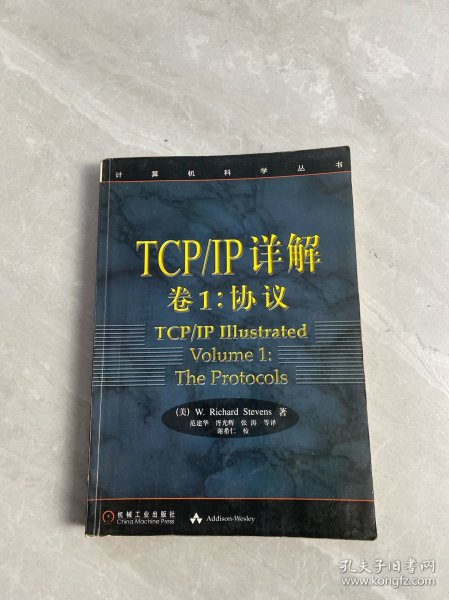 计算机科学丛书
TCP/IP 详解
卷1:协议
TCP/IP Illustrated
Volume 1:
The Protocols
(美) W. Richard Stevens 著
范建华 胥光辉 张涛 等译
谢希仁 校
机械工业出版社
China Machine Press
Addison-Wesley
孔夫子旧书网
www.kongfz.com